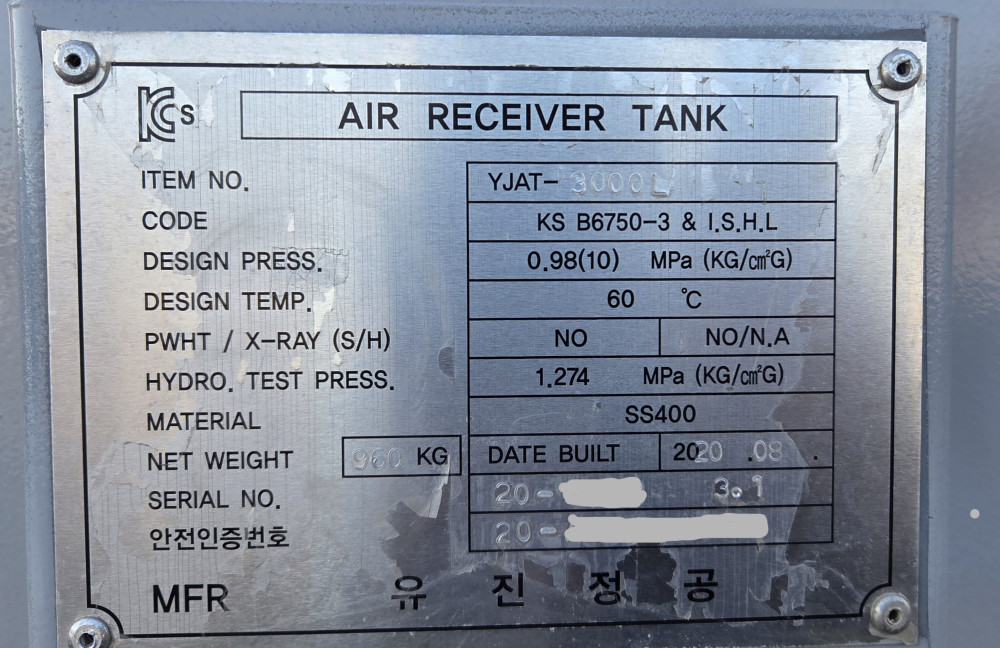 KCs
AIR RECEIVER TANK
ITEM NO. YJAT-3000L
CODE KS B6750-3 & I.S.H.L
DESIGN PRESS. 0.98(10) MPa (KG/㎠G)
DESIGN TEMP. 60 ℃
PWHT / X-RAY (S/H) NO NO/N.A
HYDRO. TEST PRESS. 1.274 MPa (KG/㎠G)
MATERIAL SS400
NET WEIGHT 960 KG DATE BUILT 2020 .08 .
SERIAL NO. 20- 3.1
안전인증번호 20-
MFR 유진정공